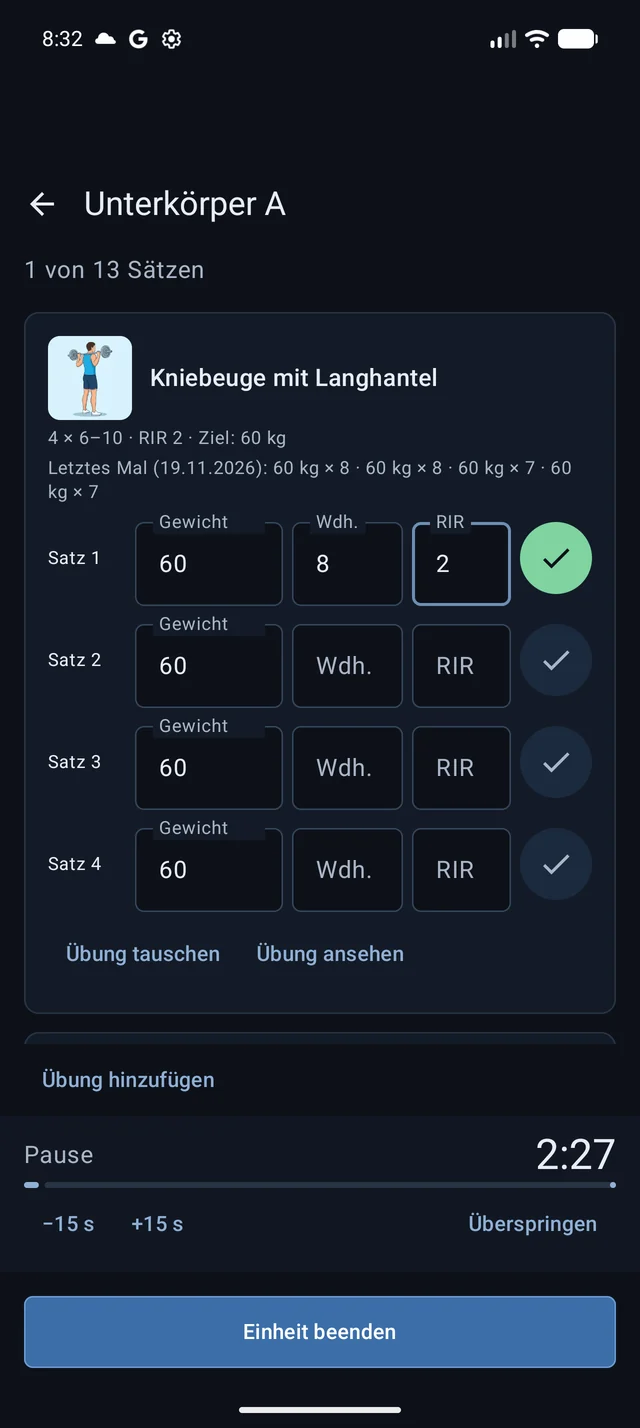 8:32
Unterkörper A
1 von 13 Sätzen
Kniebeuge mit Langhantel
4 × 6–10 · RIR 2 · Ziel: 60 kg
Letztes Mal (19.11.2026): 60 kg × 8 · 60 kg × 8 · 60 kg × 7 · 60
kg × 7
Gewicht Wdh. RIR
Satz 1 60 8 2
Gewicht
Satz 2 60 Wdh. RIR
Gewicht
Satz 3 60 Wdh. RIR
Gewicht
Satz 4 60 Wdh. RIR
Übung tauschen Übung ansehen
Übung hinzufügen
Pause 2:27
−15 s +15 s Überspringen
Einheit beenden